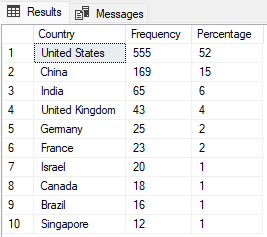 Results Messages
Country Frequency Percentage
1 United States 555 52
2 China 169 15
3 India 65 6
4 United Kingdom 43 4
5 Germany 25 2
6 France 23 2
7 Israel 20 1
8 Canada 18 1
9 Brazil 16 1
10 Singapore 12 1